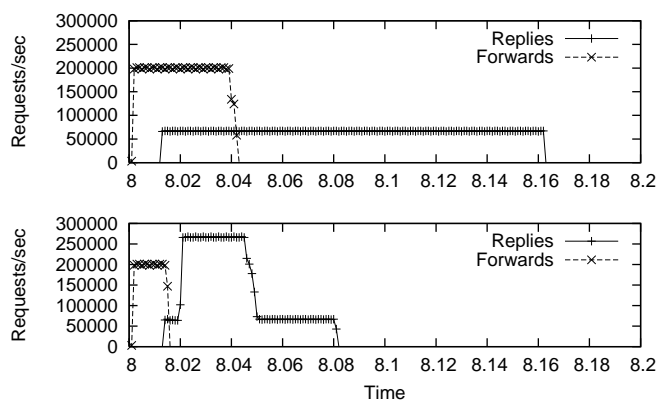 300000
250000
200000
150000
100000
50000
0
Requests/sec
Replies
Forwards
8 8.02 8.04 8.06 8.08 8.1 8.12 8.14 8.16 8.18 8.2
300000
250000
200000
150000
100000
50000
0
Requests/sec
Replies
Forwards
8 8.02 8.04 8.06 8.08 8.1 8.12 8.14 8.16 8.18 8.2
Time